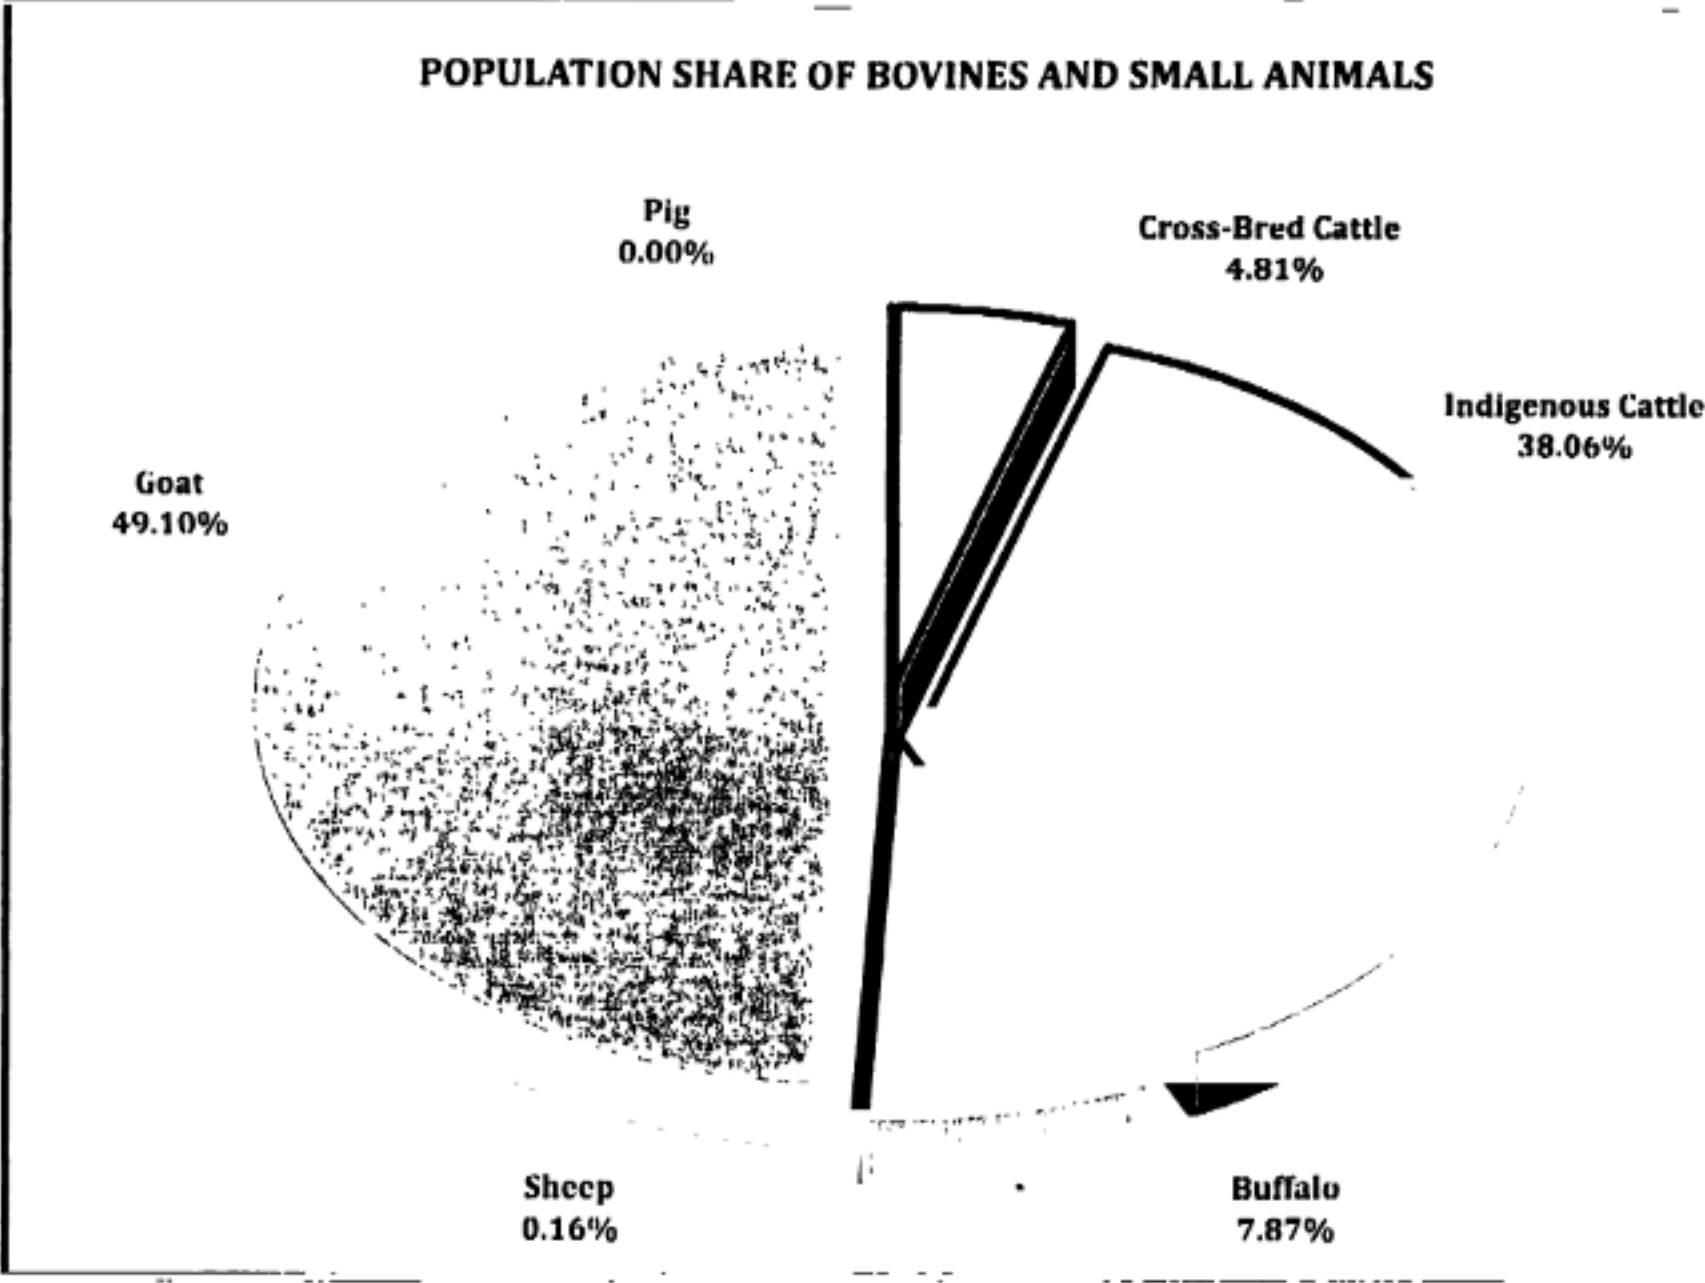 POPULATION SHARE OF BOVINES AND SMALL ANIMALS
Pig
0.00%
Cross-Bred Cattle
4.81%
Indigenous Cattle
38.06%
Goat
49.10%
Sheep
0.16%
Buffalo
7.87%